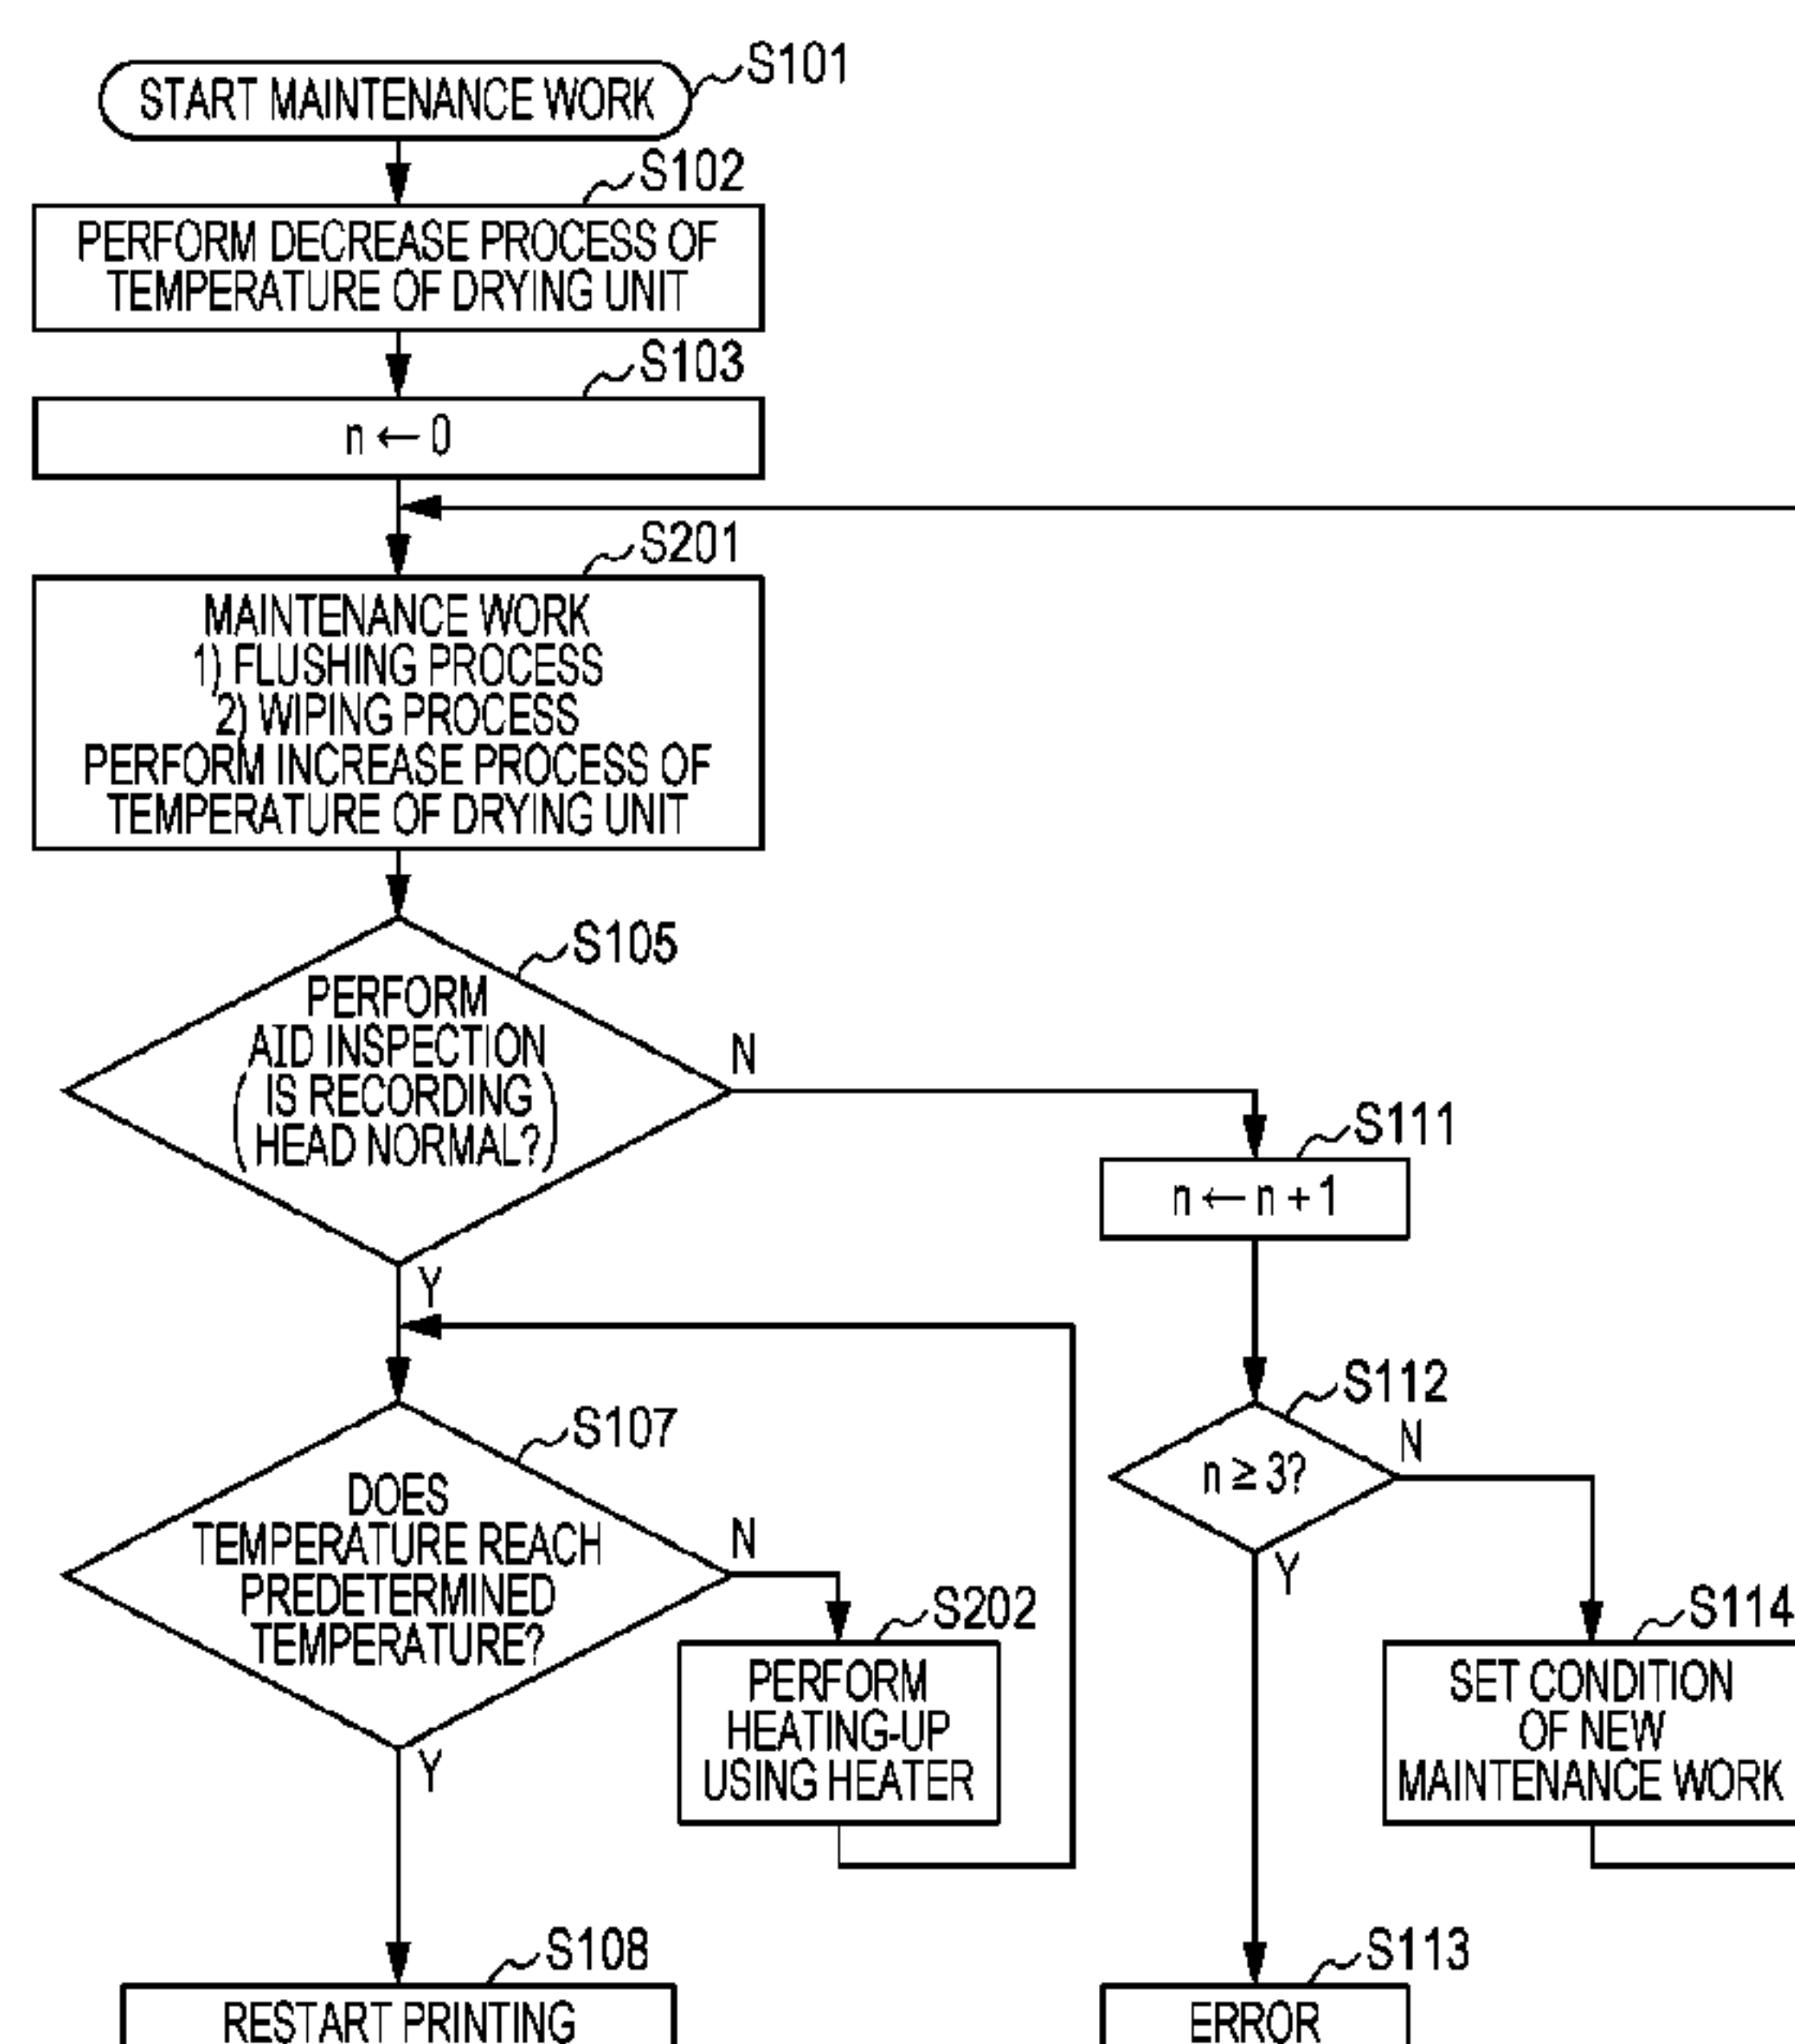 S101
START MAINTENANCE WORK
S102
PERFORM DECREASE PROCESS OF
TEMPERATURE OF DRYING UNIT
S103
n ← 0
S201
MAINTENANCE WORK
1) FLUSHING PROCESS
2) WIPING PROCESS
PERFORM INCREASE PROCESS OF
TEMPERATURE OF DRYING UNIT
S105
PERFORM
AID INSPECTION
( IS RECORDING
HEAD NORMAL? )
N
Y
S111
n ← n + 1
S112
n ≥ 3?
N
Y
S107
DOES
TEMPERATURE REACH
PREDETERMINED
TEMPERATURE?
N
Y
S202
PERFORM
HEATING-UP
USING HEATER
S114
SET CONDITION
OF NEW
MAINTENANCE WORK
S108
RESTART PRINTING
S113
ERROR